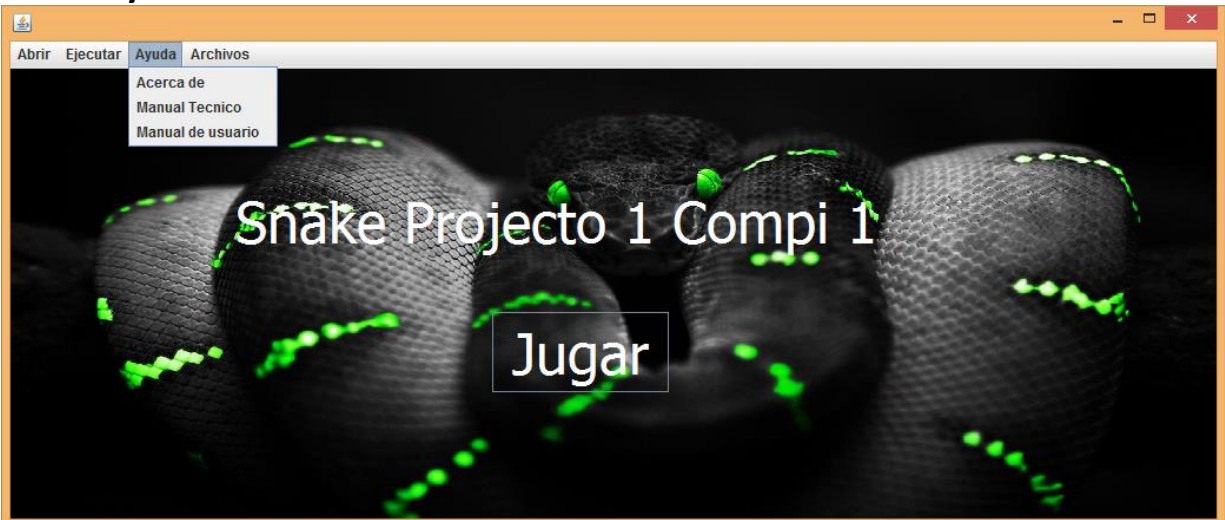 Abrir Ejecutar Ayuda Archivos
Acerca de
Manual Tecnico
Manual de usuario
Snake Projecto 1 Compi 1
Jugar